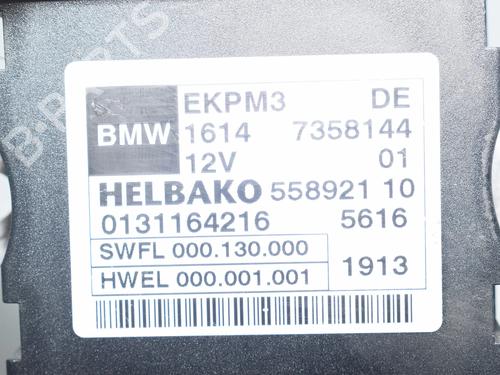 B-PARTS
EKPM3 DE
BMW 1614 7358144
12V 01
HELBAKO 558921 10
0131164216 5616
SWFL 000.130.000
HWEL 000.001.001 1913